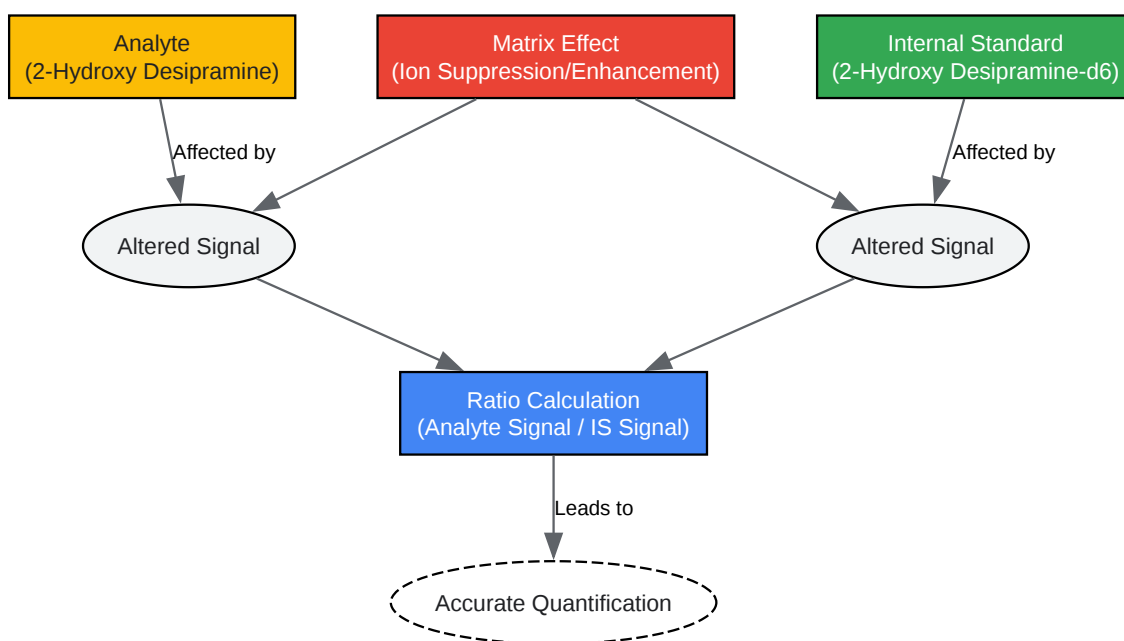 Analyte
(2-Hydroxy Desipramine)
Matrix Effect
(Ion Suppression/Enhancement)
Internal Standard
(2-Hydroxy Desipramine-d6)
Affected by
Affected by
Altered Signal
Altered Signal
Ratio Calculation
(Analyte Signal / IS Signal)
Leads to
Accurate Quantification